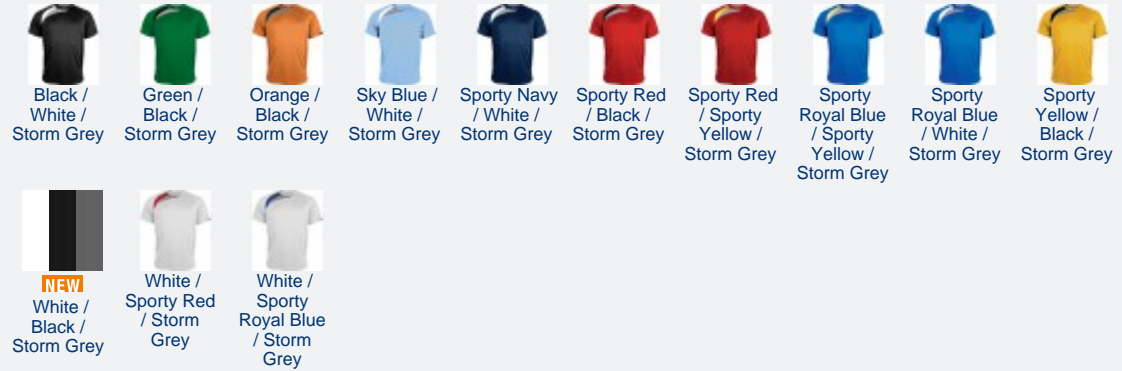 Black /
White /
Storm Grey
Green /
Black /
Storm Grey
Orange /
Black /
Storm Grey
Sky Blue /
White /
Storm Grey
Sporty Navy
/ White /
Storm Grey
Sporty Red
/ Black /
Storm Grey
Sporty Red
/ Sporty
Yellow /
Storm Grey
Sporty
Royal Blue
/ Sporty
Yellow /
Storm Grey
Sporty
Royal Blue
/ White /
Storm Grey
Sporty
Yellow /
Black /
Storm Grey
NEW
White /
Black /
Storm Grey
White /
Sporty Red
/ Storm
Grey
White /
Sporty
Royal Blue
/ Storm
Grey